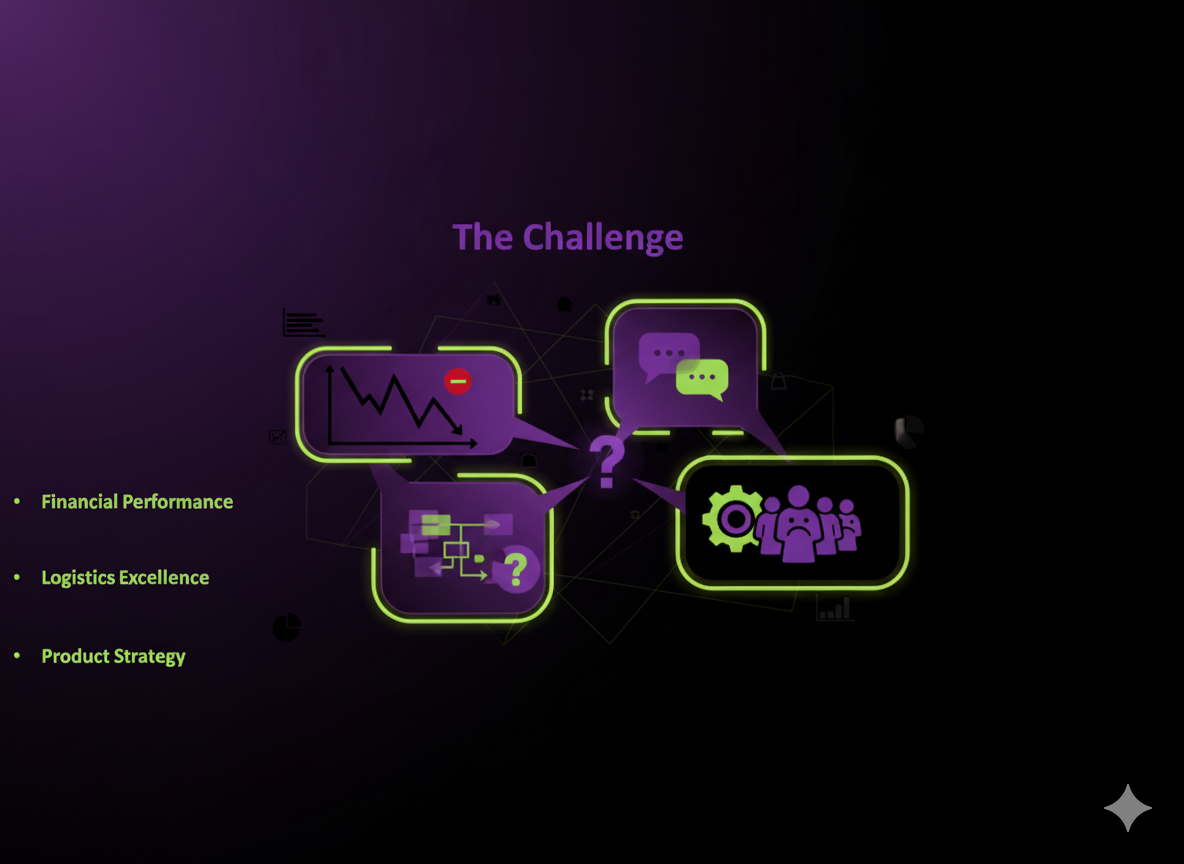 The Challenge
?
• Financial Performance
?
• Logistics Excellence
• Product Strategy